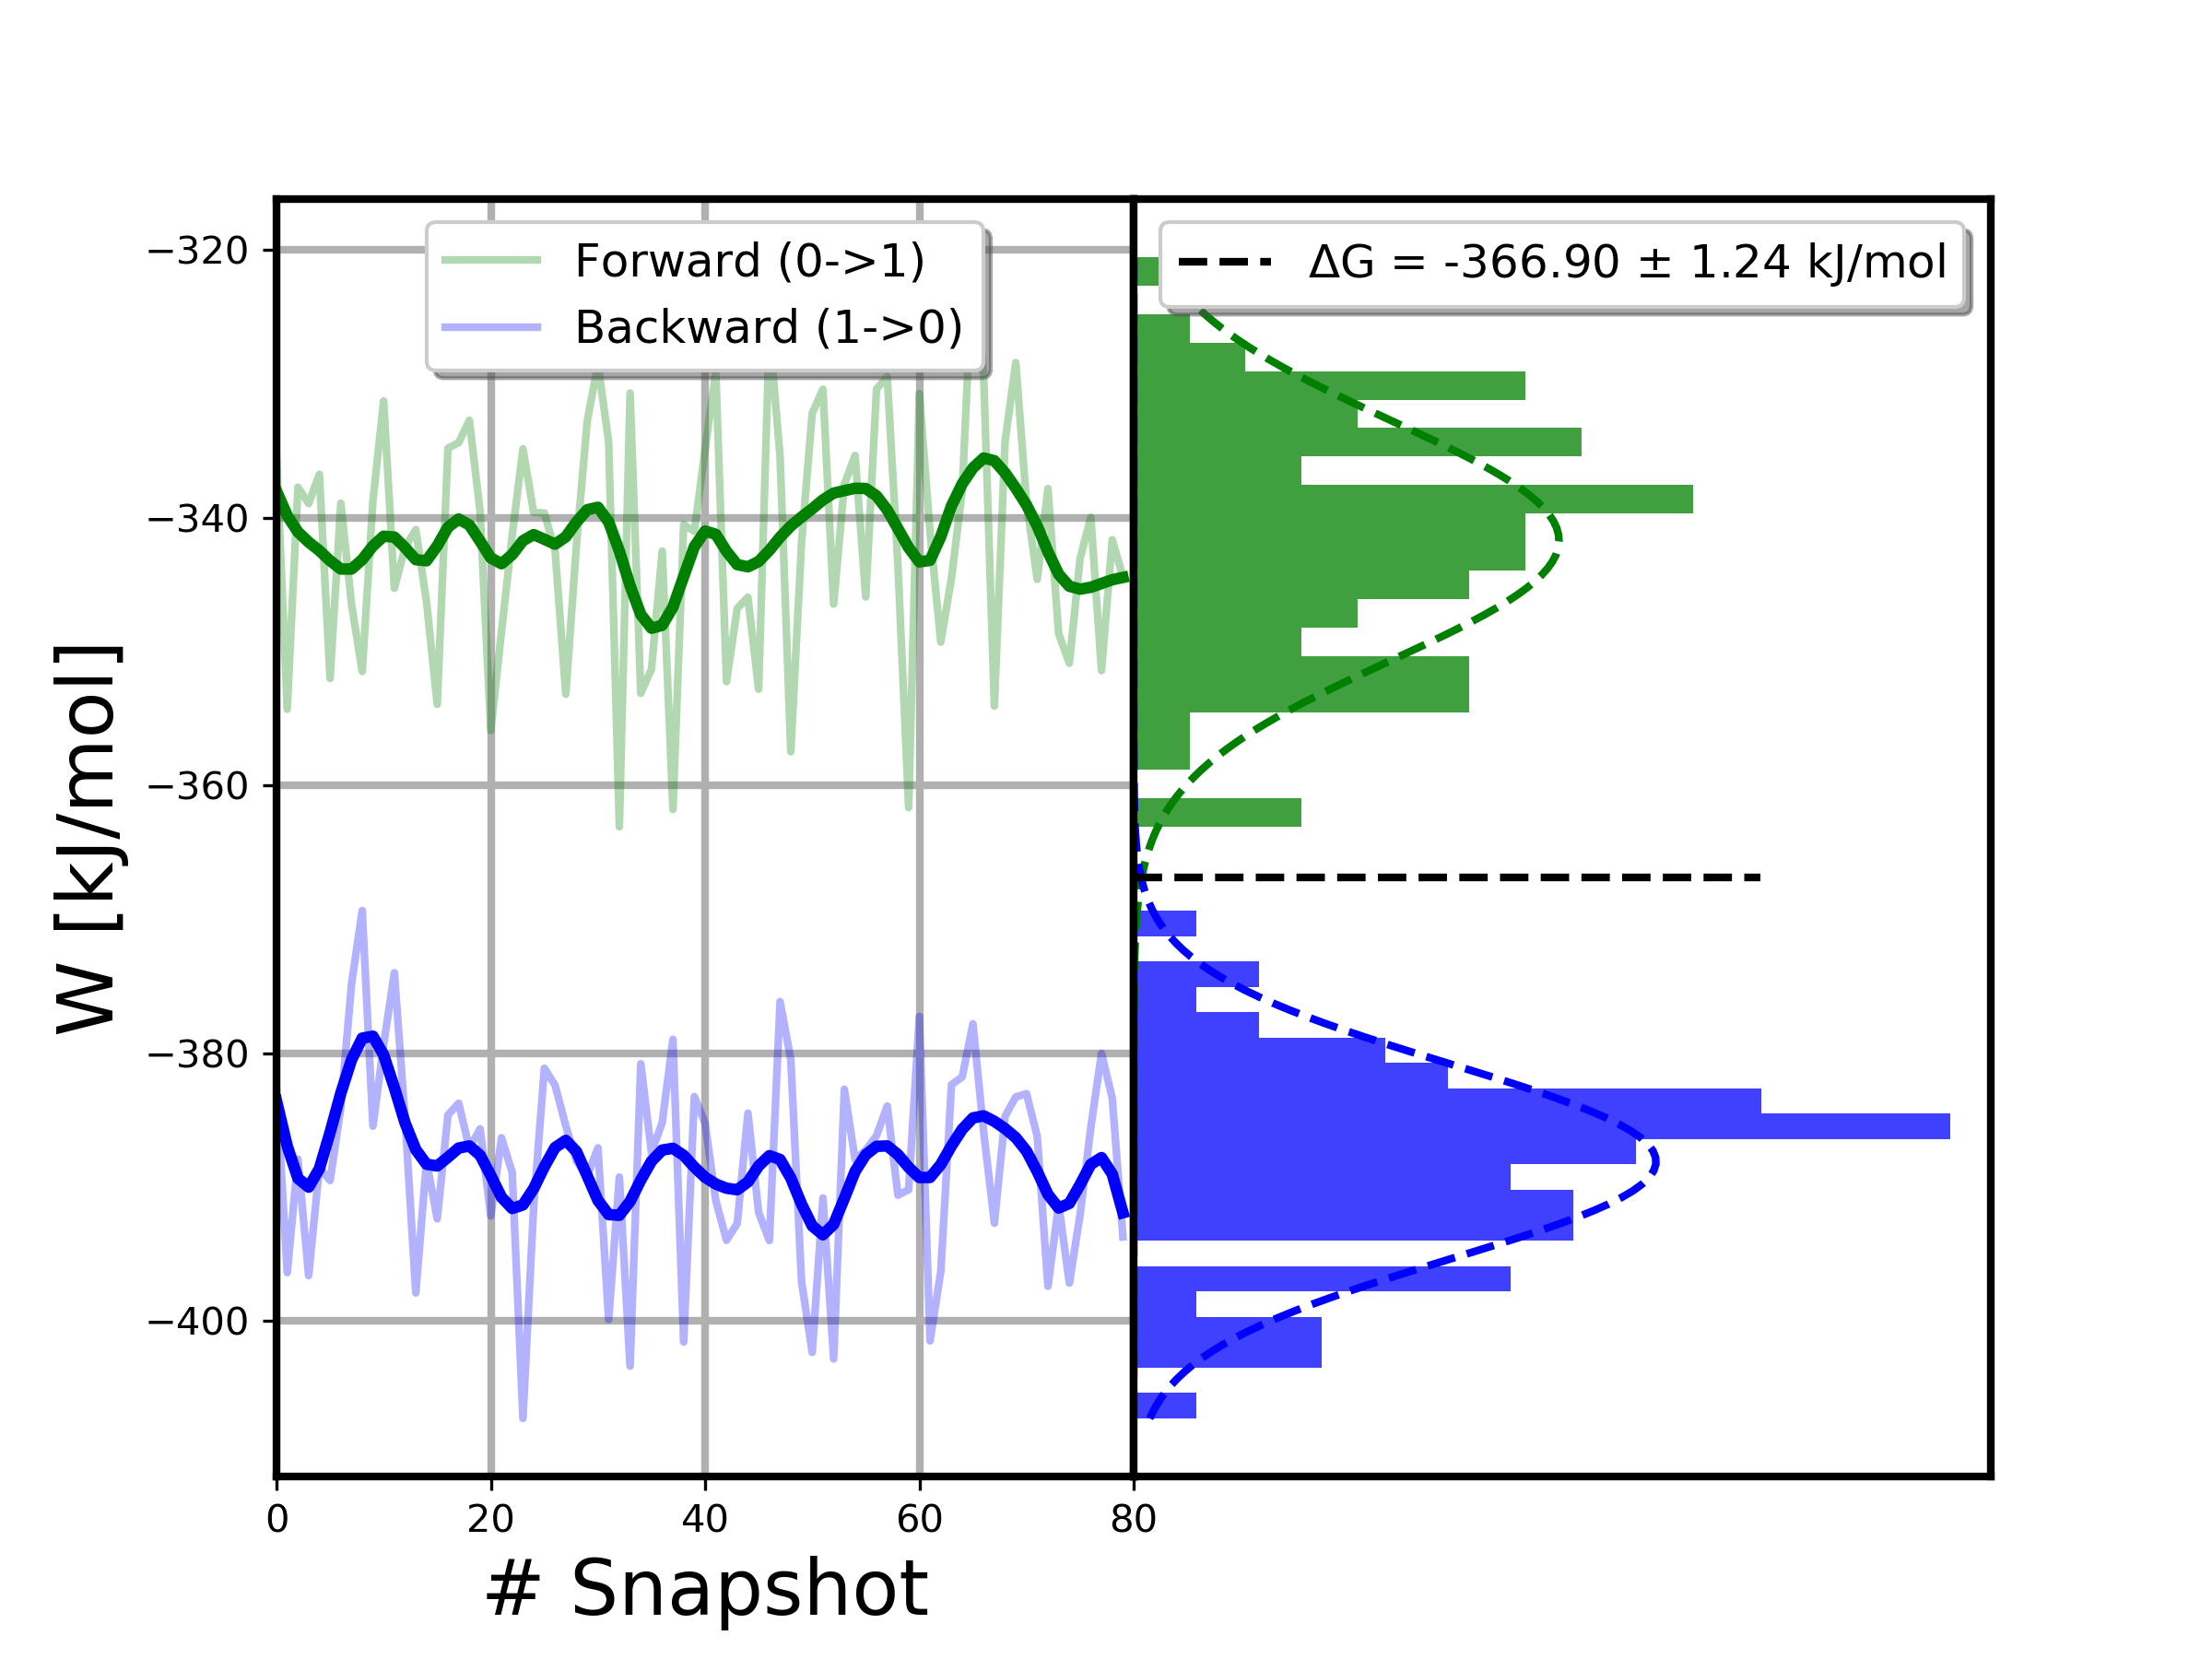 Forward (0->1)
Backward (1->0)
ΔG = -366.90 ± 1.24 kJ/mol
W [kJ/mol]
−320
−340
−360
−380
−400
0 20 40 60 80
# Snapshot